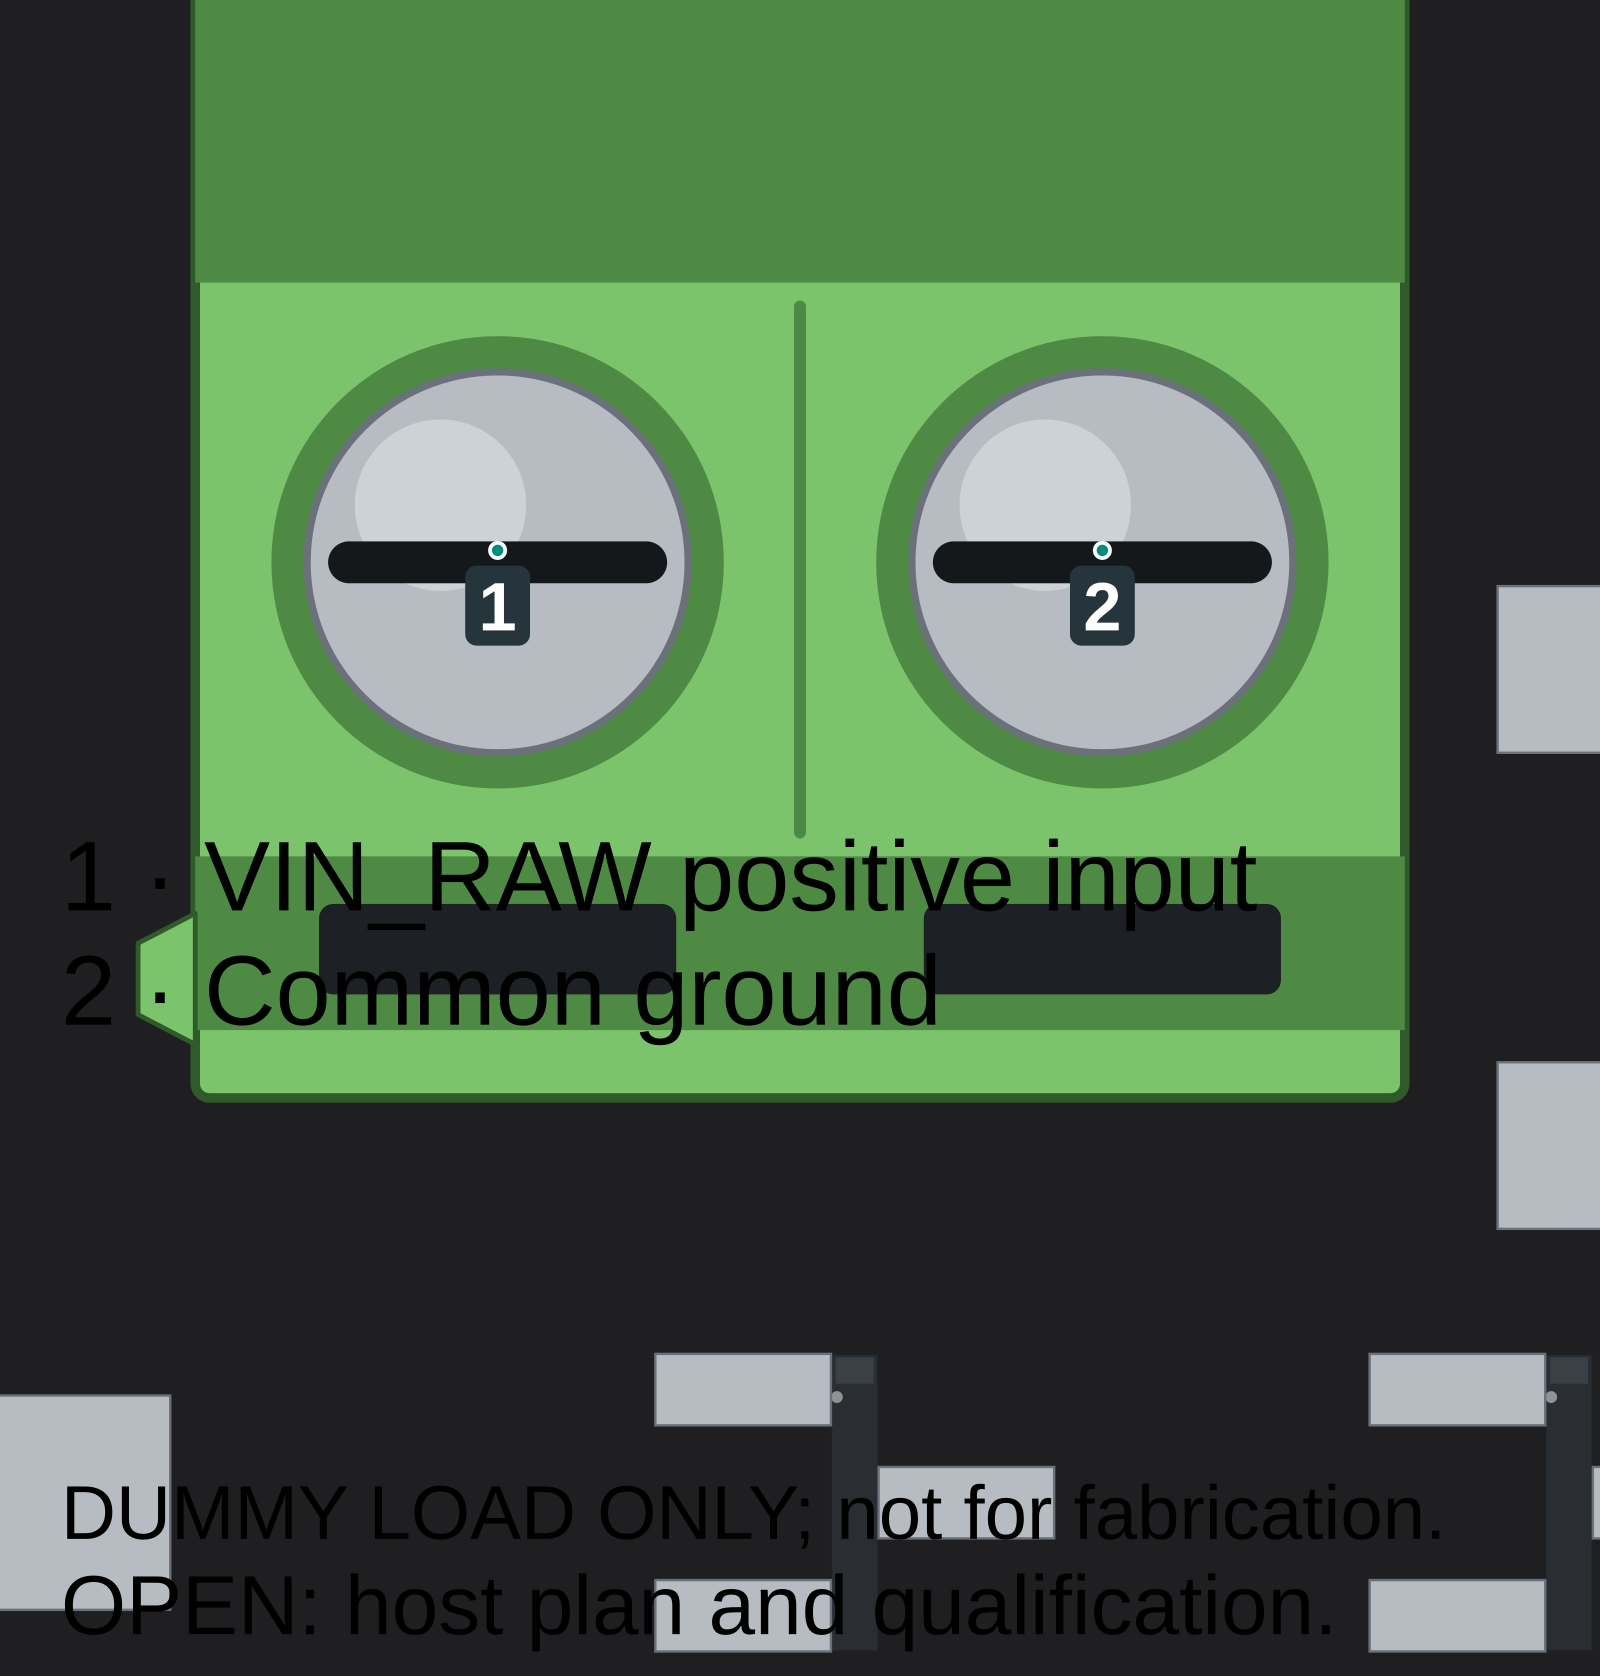 1
2
1 · VIN_RAW positive input
2 · Common ground
DUMMY LOAD ONLY; not for fabrication.
OPEN: host plan and qualification.